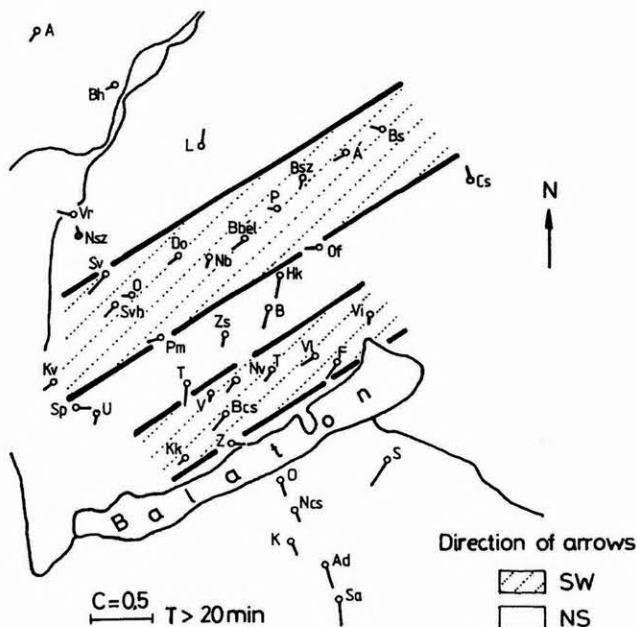 A
Bh
L
Bs
A
Bsz
Cs
P
Vr
Nsz
Bbel
N
Do
Nb
Of
Sv
O
Hk
Svh
B
Zs
Vi
Pm
Kv
T
Nv
T
Vl
F
Sp
U
V
Bcs
Kk
Z
Balaton
S
O
Ncs
K
Ad
Sa
Direction of arrows
SW
NS
C=0.5 T > 20 min